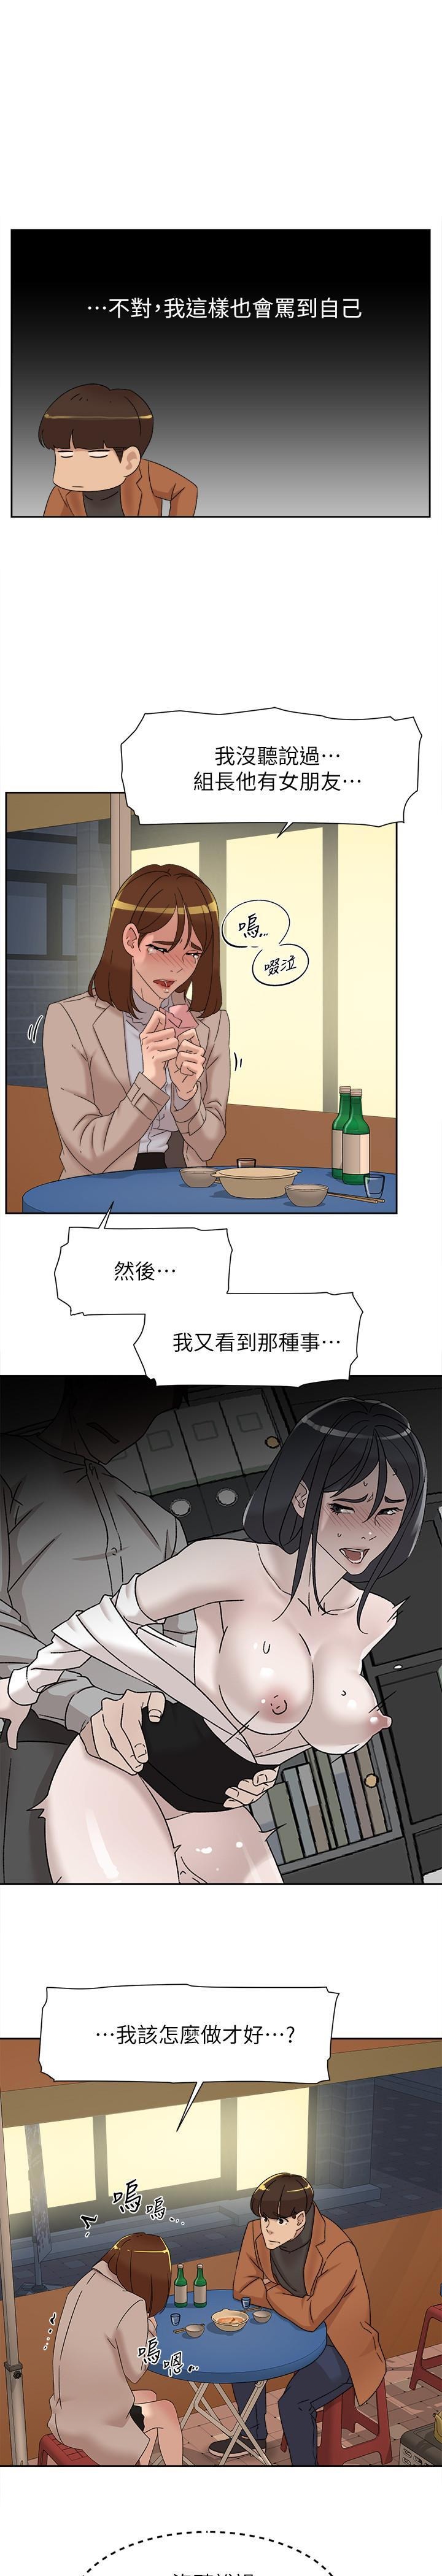 …不對,我這樣也會罵到自己
我沒聽說過…
組長他有女朋友…
嗚…
啜泣
然後…
我又看到那種事…
…我該怎麼做才好…?
嗚
嗚…
嗚
嗯…